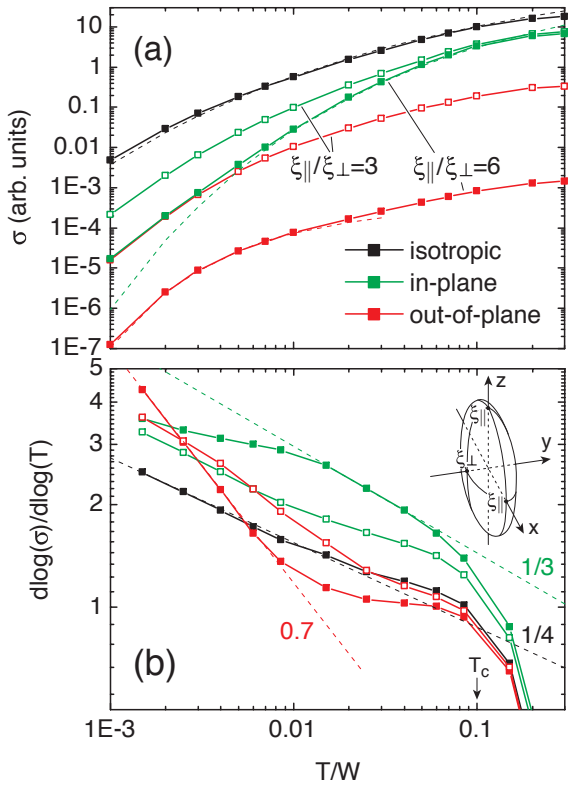 (a)
σ (arb. units)
10
1
0.1
0.01
1E-3
1E-4
1E-5
1E-6
1E-7
ξ||/ξ⊥=3
ξ||/ξ⊥=6
isotropic
in-plane
out-of-plane
(b)
dlog(σ)/dlog(T)
5
4
3
2
1
z
ξ||
y
ξ⊥
ξ||
x
1/3
0.7
1/4
Tc
1E-3
0.01
0.1
T/W